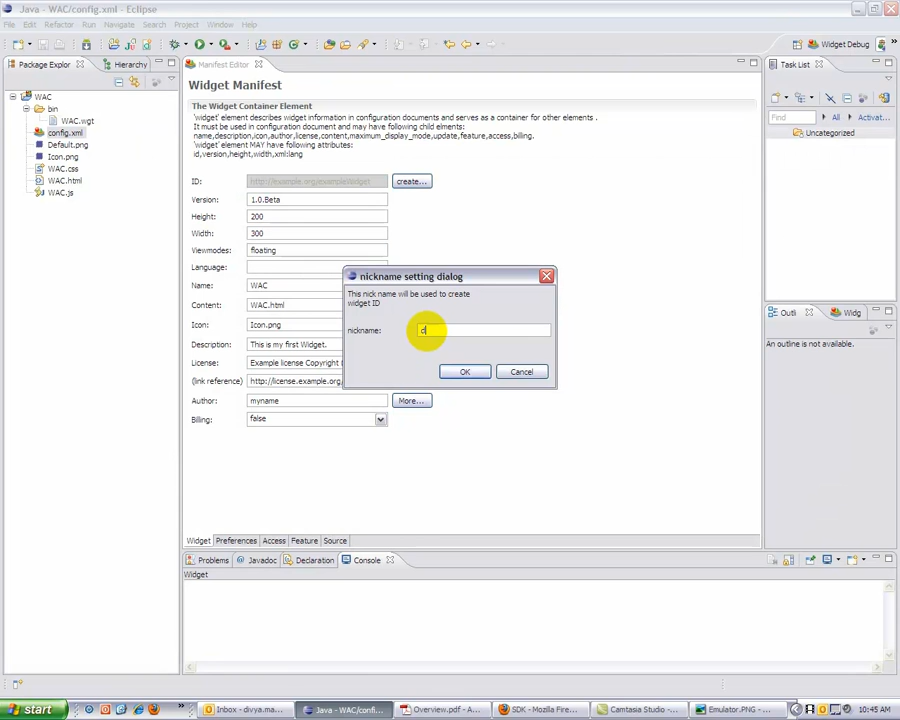 Java - WAC/config.xml - Eclipse
File Edit Refactor Run Navigate Search Project Window Help
Widget Debug
Package Explor
Hierarchy
Manifest Editor
Task List
WAC
bin
WAC.wgt
config.xml
Default.png
Icon.png
WAC.css
WAC.html
WAC.js
Widget Manifest
The Widget Container Element
'widget' element describes widget information in configuration documents and serves as a container for other elements .
It must be used in configuration document and may have following child elments:
name,description,icon,author,license,content,maximum_display_mode,update,feature,access,billing.
'widget' element MAY have following attributes:
id,version,height,width,xml:lang
ID: http://example.org/exampleWidget create...
Version: 1.0.Beta
Height: 200
Width: 300
Viewmodes: floating
Language:
Name: WAC
Content: WAC.html
Icon: Icon.png
Description: This is my first Widget.
License: Example license Copyright (
(link reference) http://license.example.org/
Author: myname More...
Billing: false
nickname setting dialog
This nick name will be used to create
widget ID
nickname: d
OK Cancel
Find All Activat...
Uncategorized
Outli Widg
An outline is not available.
Widget Preferences Access Feature Source
Problems Javadoc Declaration Console
Widget
start
Inbox - divya.ma...
Java - WAC/confi...
Overview.pdf - A...
SDK - Mozilla Firef...
Camtasia Studio -...
Emulator.PNG - ...
10:45 AM